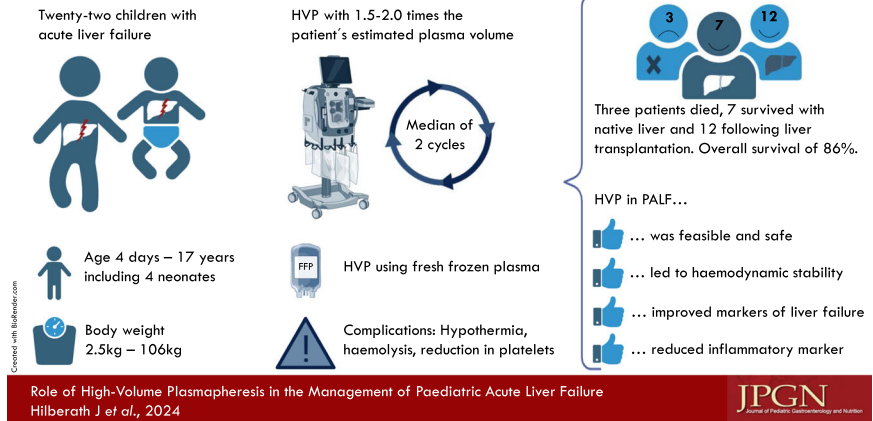 Twenty-two children with
acute liver failure
Age 4 days – 17 years
including 4 neonates
Body weight
2.5kg – 106kg
Created with BioRender.com
HVP with 1.5-2.0 times the
patient´s estimated plasma volume
Median of
2 cycles
FFP
HVP using fresh frozen plasma
Complications: Hypothermia,
haemolysis, reduction in platelets
3
7
12
Three patients died, 7 survived with
native liver and 12 following liver
transplantation. Overall survival of 86%.
HVP in PALF…
… was feasible and safe
… led to haemodynamic stability
… improved markers of liver failure
… reduced inflammatory marker
Role of High-Volume Plasmapheresis in the Management of Paediatric Acute Liver Failure
Hilberath J et al., 2024
JPGN
Journal of Pediatric Gastroenterology and Nutrition